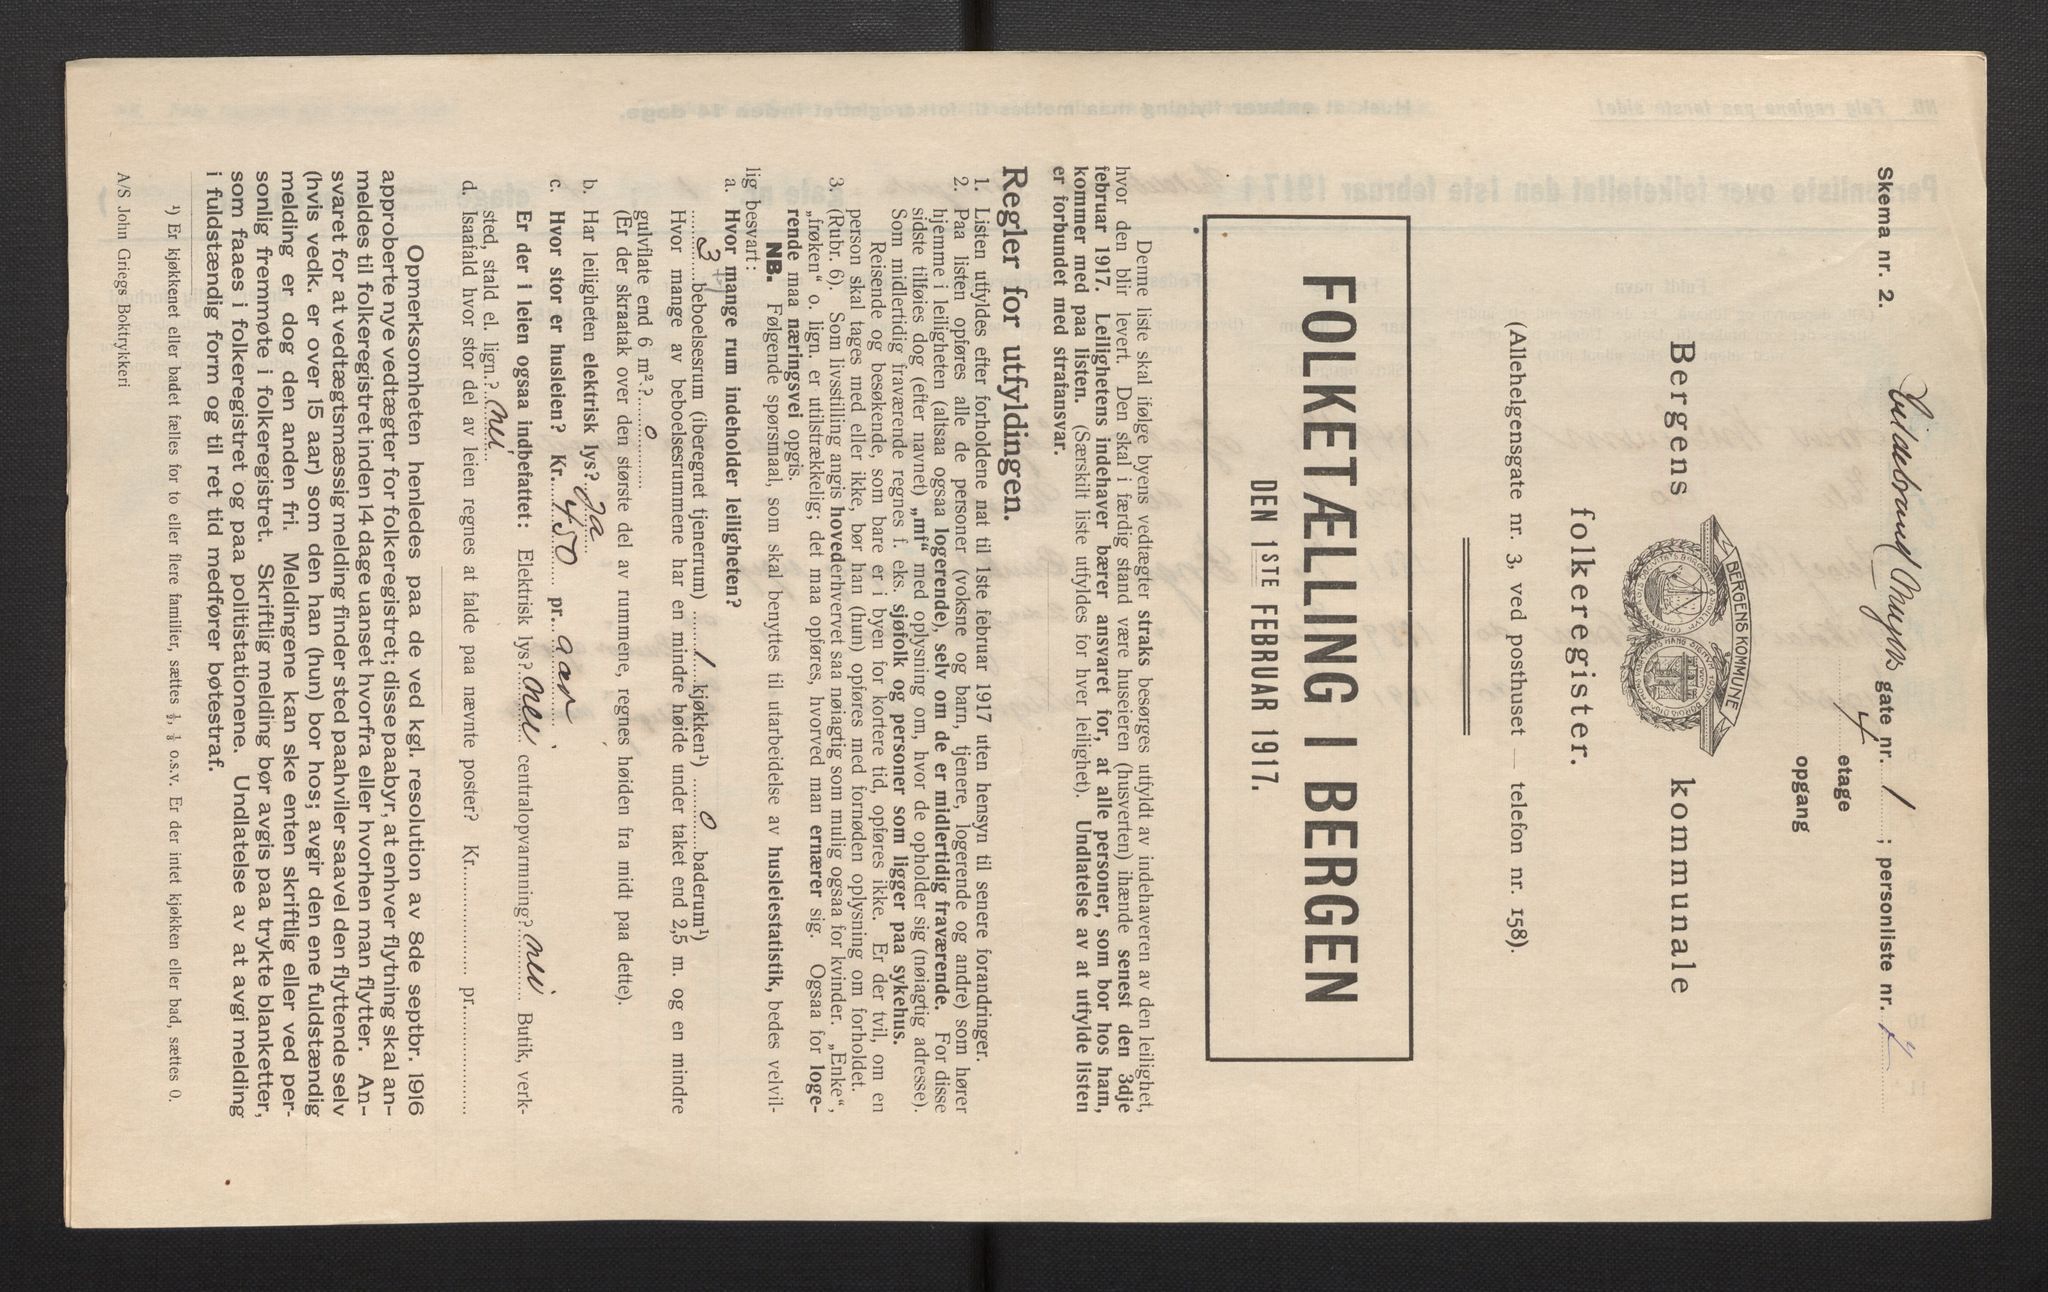 Skema nr. 2.
Hildebrand Meyers gate nr. 1 ; personliste nr. 4
4 etage
opgang
Bergens kommunale
BERGENS KOMMUNE
folkeregister.
(Allehelgensgate nr. 3, ved posthuset — telefon nr. 158).
FOLKETÆLLING I BERGEN
DEN 1STE FEBRUAR 1917.
Denne liste skal ifølge byens vedtægter straks besørges utfyldt av indehaveren av den leilighet,
hvor den blir levert. Den skal i færdig stand være huseieren (husverten) ihænde senest den 3dje
februar 1917. Leilighetens indehaver bærer ansvaret for, at alle personer, som bor hos ham,
kommer med paa listen. (Særskilt liste utfyldes for hver leilighet). Undlatelse av at utfylde listen
er forbundet med strafansvar.
Regler for utfyldingen.
1. Listen utfyldes efter forholdene nat til 1ste februar 1917 uten hensyn til senere forandringer.
2. Paa listen opføres alle de personer (voksne og barn, tjenere, logerende og andre) som hører
hjemme i leiligheten (altsaa ogsaa logerende), selv om de er midlertidig fraværende. For disse
sidste tilføies dog (efter navnet) „mf“ med oplysning om, hvor de opholder sig (nøiagtig adresse).
Som midlertidig fraværende regnes f. eks. sjøfolk og personer som ligger paa sykehus.
Reisende og besøkende, som bare er i byen for kortere tid, opføres ikke. Er der tvil, om en
person skal tages med eller ikke, bør han (hun) opføres med fornøden oplysning om forholdet.
3. (Rubr. 6). Som livsstilling angis hovederhvervet saa nøiagtig som mulig ogsaa for kvinder. „Enke“,
„frøken“ o. lign. er utilstrækkelig; det maa opføres, hvorved man ernærer sig. Ogsaa for loge-
rende maa næringsvei opgis.
NB. Følgende spørsmaal, som skal benyttes til utarbeidelse av husleiestatistik, bedes velvil-
lig besvart:
a. Hvor mange rum indeholder leiligheten?
3 beboelsesrum (iberegnet tjenerrum) 1 kjøkken¹) 0 baderum¹)
Hvor mange av beboelsesrummene har en mindre høide under taket end 2,5 m. og en mindre
gulvflate end 6 m²? 0
(Er der skraatak over den største del av rummene, regnes høiden fra midt paa dette).
b. Har leiligheten elektrisk lys? Ja
c. Hvor stor er husleien? Kr. 450 pr. aar
Er der i leien ogsaa indbefattet: Elektrisk lys? nei centralopvarmning? nei Butik, verk-
sted, stald el. lign.? nei
d. Isaafald hvor stor del av leien regnes at falde paa nævnte poster? Kr. pr.
Opmerksomheten henledes paa de ved kgl. resolution av 8de septbr. 1916
approberte nye vedtægter for folkeregistret; disse paabyr, at enhver flytning skal an-
meldes til folkeregistret inden 14 dage uanset hvorfra eller hvorhen man flytter. An-
svaret for at vedtægtsmæssig melding finder sted paahviler saavel den flyttende selv
(hvis vedk. er over 15 aar) som den han (hun) bor hos; avgir den ene fuldstændig
melding er dog den anden fri. Meldingene kan ske enten skriftlig eller ved per-
sonlig fremmøte i folkeregistret. Skriftlig melding bør avgis paa trykte blanketter,
som faaes i folkeregistret og paa politistationene. Undlatelse av at avgi melding
i fuldstændig form og til ret tid medfører bøtestraf.
¹) Er kjøkkenet eller badet fælles for to eller flere familier, sættes ½, ⅓ o.s.v. Er der intet kjøkken eller bad, sættes 0.
A/S John Griegs Boktrykkeri